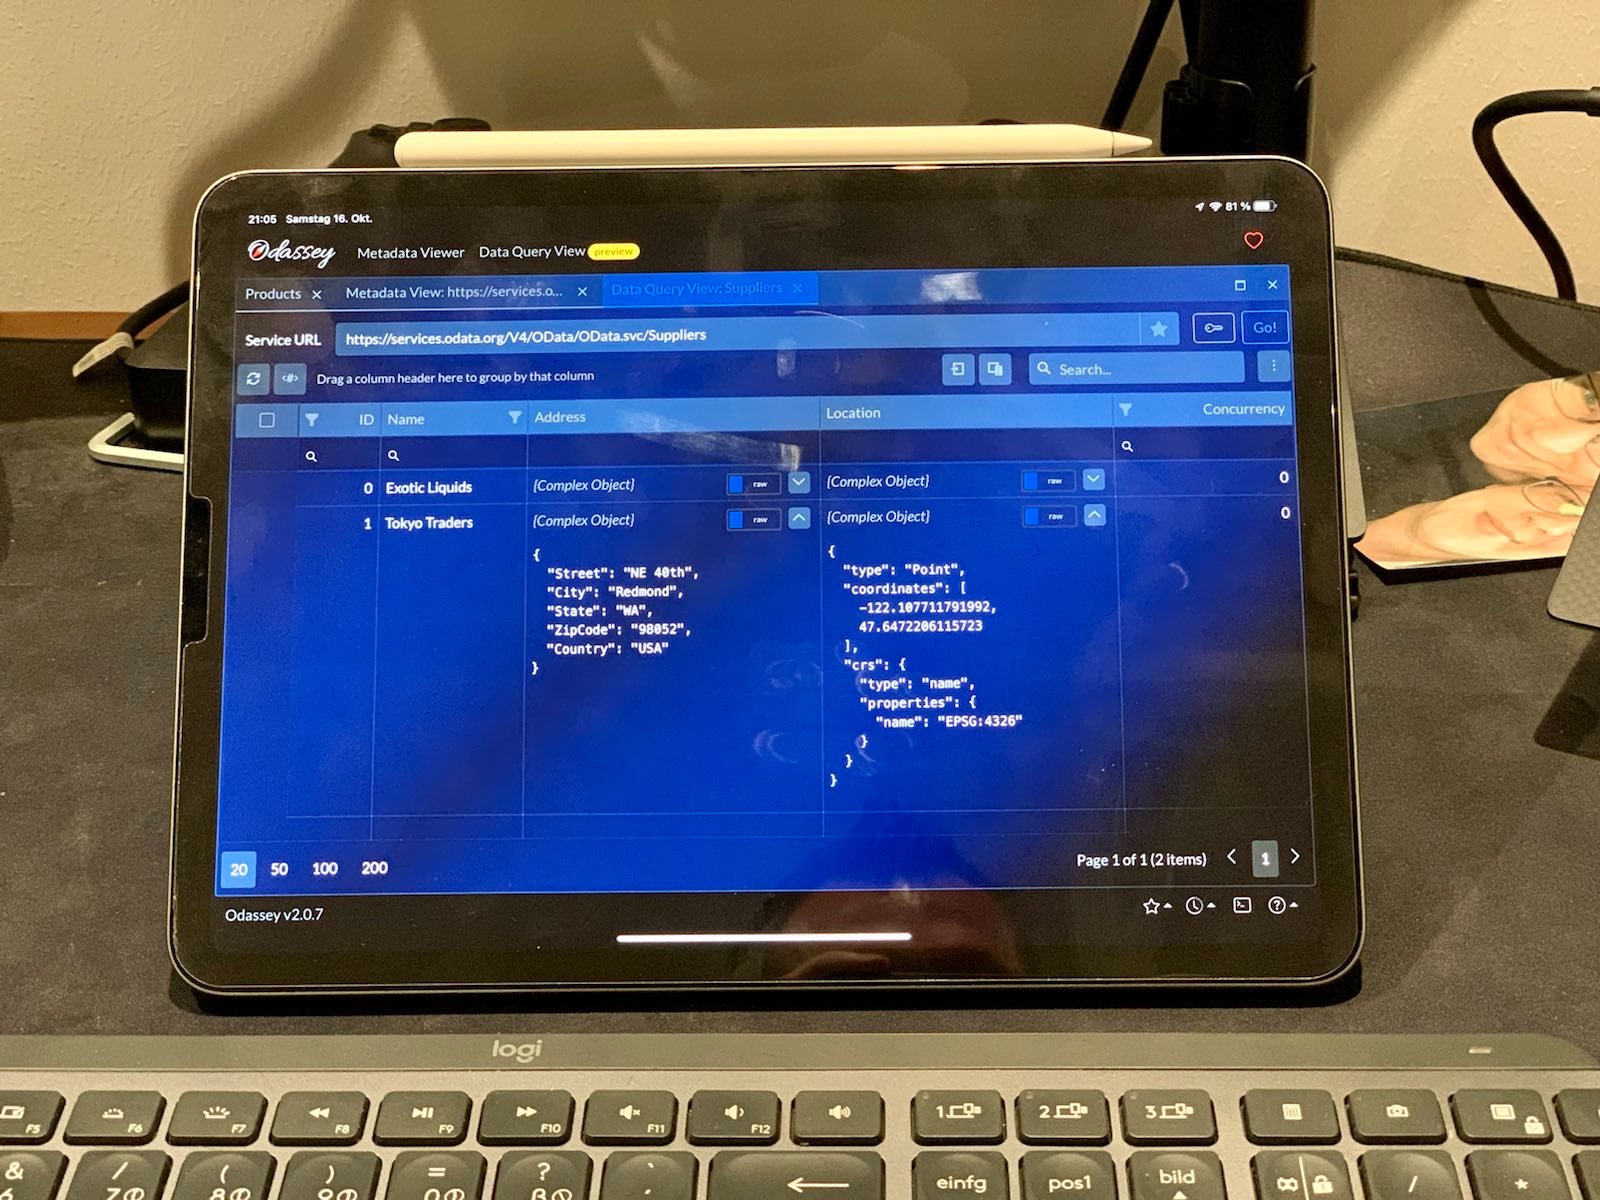 21:05 Samstag 16. Okt.
81 %
Odassey Metadata Viewer Data Query View preview
Products Metadata View: https://services.o... Data Query View: Suppliers
Service URL https://services.odata.org/V4/OData/OData.svc/Suppliers Go!
<#> Drag a column header here to group by that column Search...
ID Name Address Location Concurrency
0 Exotic Liquids {Complex Object} raw {Complex Object} raw 0
1 Tokyo Traders {Complex Object} raw {Complex Object} raw 0
{
"Street": "NE 40th",
"City": "Redmond",
"State": "WA",
"ZipCode": "98052",
"Country": "USA"
}
{
"type": "Point",
"coordinates": [
-122.107711791992,
47.6472206115723
],
"crs": {
"type": "name",
"properties": {
"name": "EPSG:4326"
}
}
}
20 50 100 200
Page 1 of 1 (2 items) 1
Odassey v2.0.7
logi
F5 F6 F7 F8 F9 F10 F11 F12 1 2 3
& / ( ) = ? `
einfg pos1 bild / *